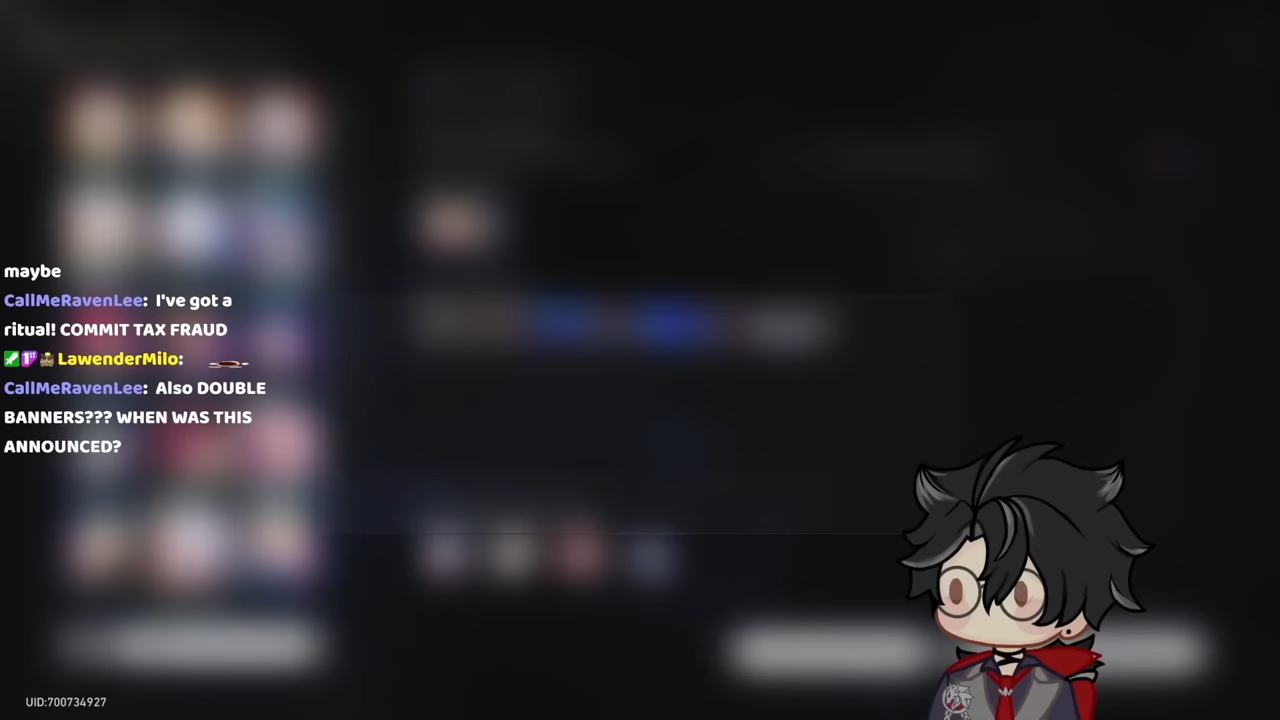 maybe
CallMeRavenLee: I've got a
ritual! COMMIT TAX FRAUD
1ST LawenderMilo:
CallMeRavenLee: Also DOUBLE
BANNERS??? WHEN WAS THIS
ANNOUNCED?
UID:700734927